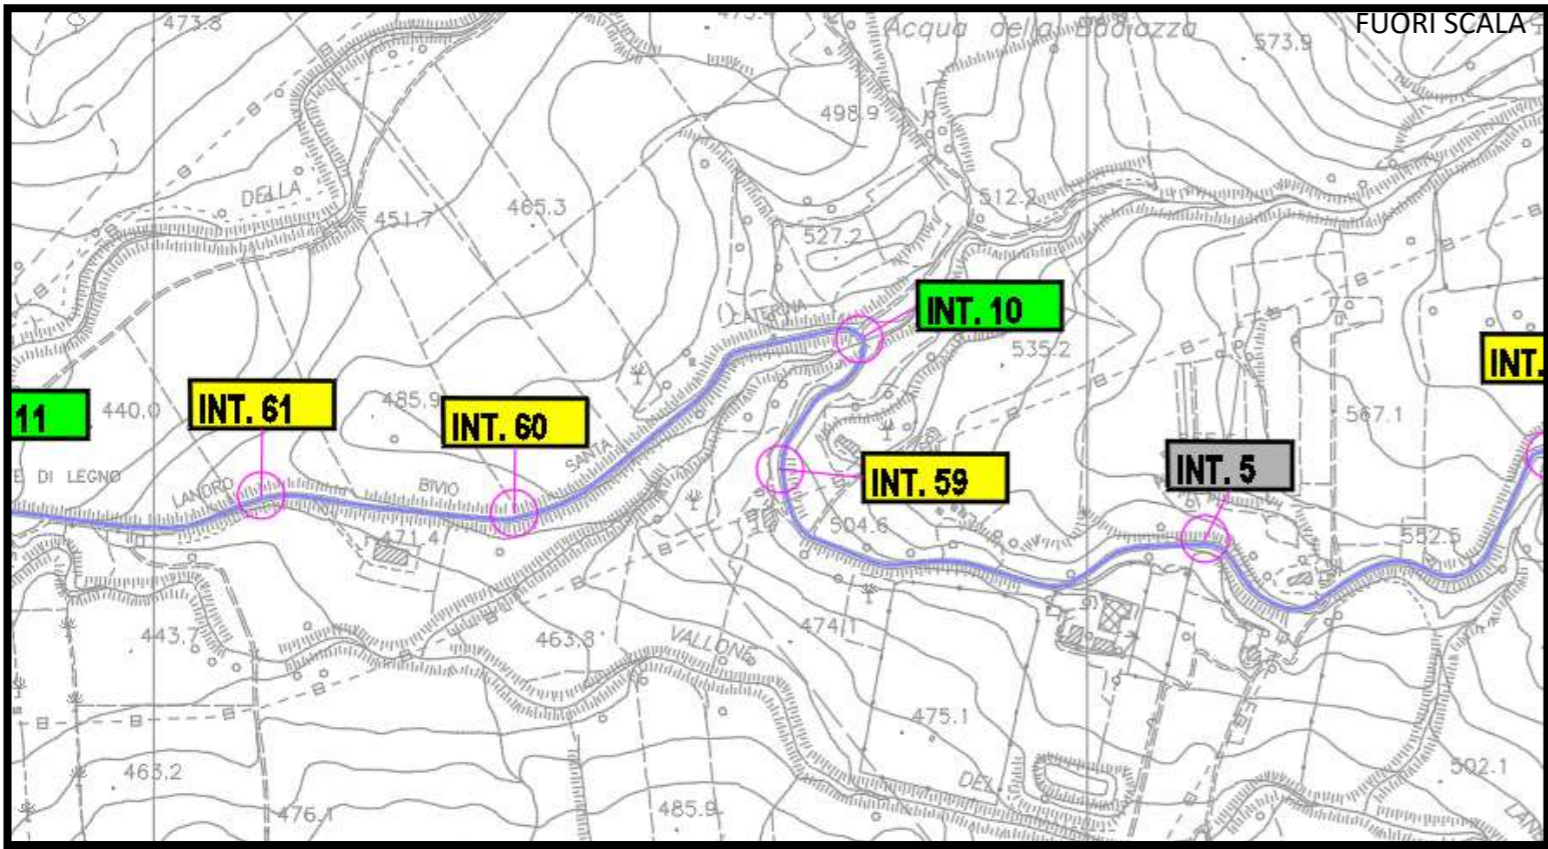 FUORI SCALA
473.8
Acqua della Badiazza
573.9
498.9
DELLA
465.3
451.7
512.2
527.2
CATERINA
INT. 10
535.2
INT.
11
440.0
INT. 61
485.9
INT. 60
567.1
SANTA
INT. 5
E DI LEGNO
LANDRO
BIVIO
INT. 59
504.6
471.4
552.5
443.7
463.8
VALLONE
474.1
475.1
463.2
DEL
502.1
476.1
485.9
LAND